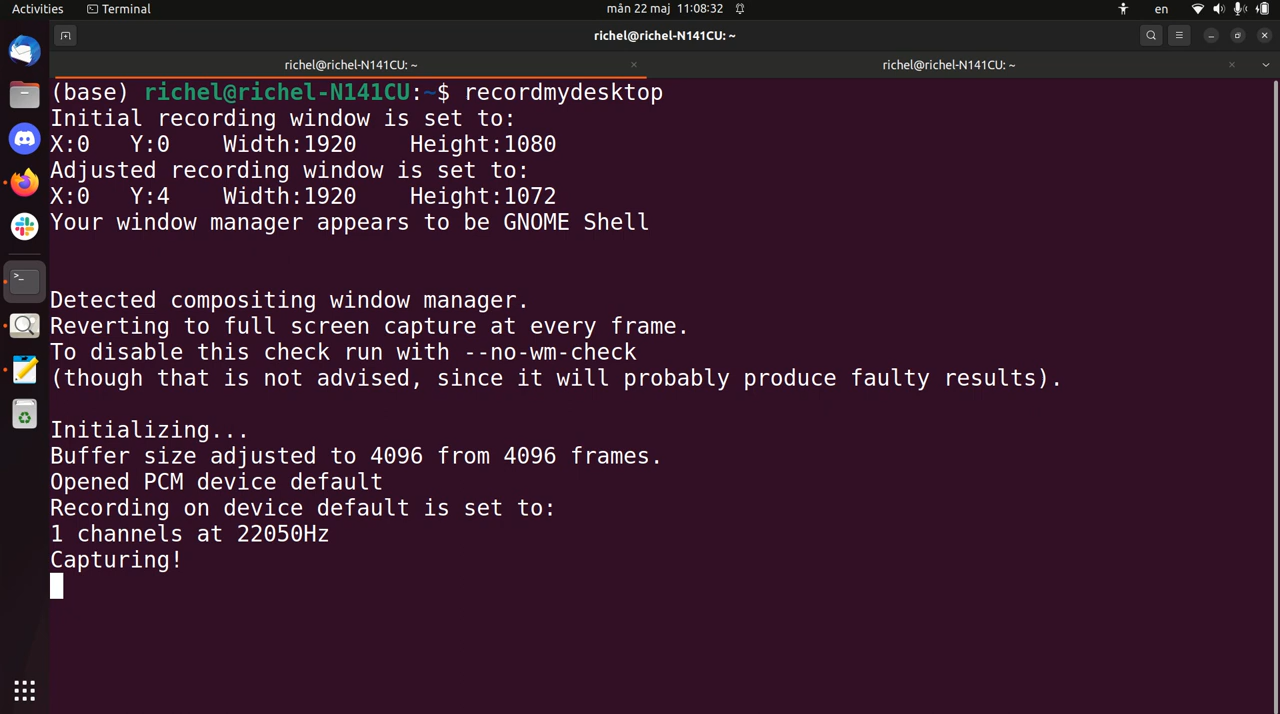 Activities Terminal mån 22 maj 11:08:32 en
richel@richel-N141CU: ~
richel@richel-N141CU: ~ richel@richel-N141CU: ~
(base) richel@richel-N141CU:~$ recordmydesktop
Initial recording window is set to:
X:0   Y:0    Width:1920    Height:1080
Adjusted recording window is set to:
X:0   Y:4    Width:1920    Height:1072
Your window manager appears to be GNOME Shell
Detected compositing window manager.
Reverting to full screen capture at every frame.
To disable this check run with --no-wm-check
(though that is not advised, since it will probably produce faulty results).
Initializing...
Buffer size adjusted to 4096 from 4096 frames.
Opened PCM device default
Recording on device default is set to:
1 channels at 22050Hz
Capturing!